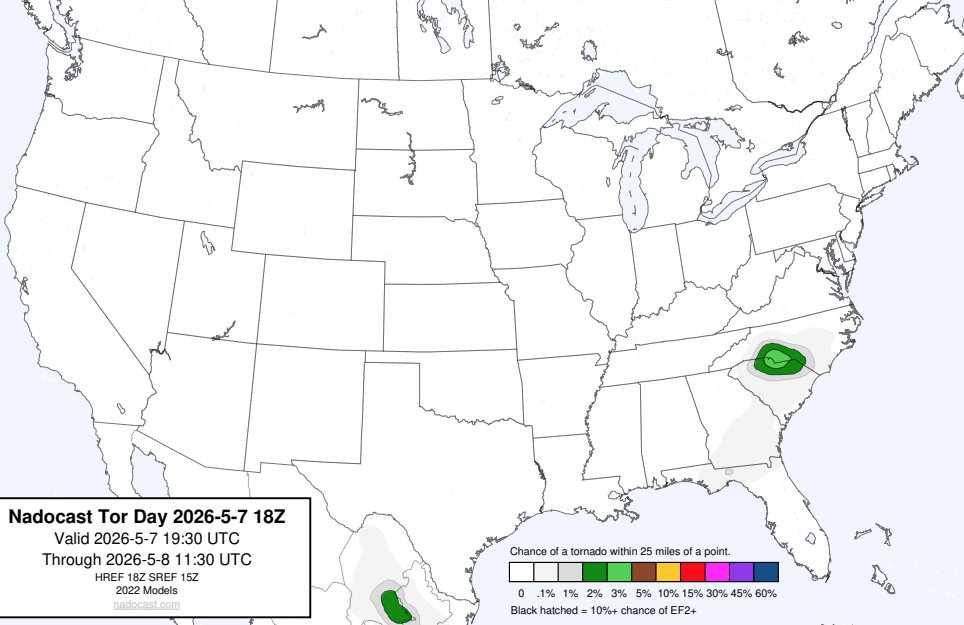 Nadocast Tor Day 2026-5-7 18Z
Valid 2026-5-7 19:30 UTC
Through 2026-5-8 11:30 UTC
HREF 18Z SREF 15Z
2022 Models
nadocast.com
Chance of a tornado within 25 miles of a point.
0 .1% 1% 2% 3% 5% 10% 15% 30% 45% 60%
Black hatched = 10%+ chance of EF2+